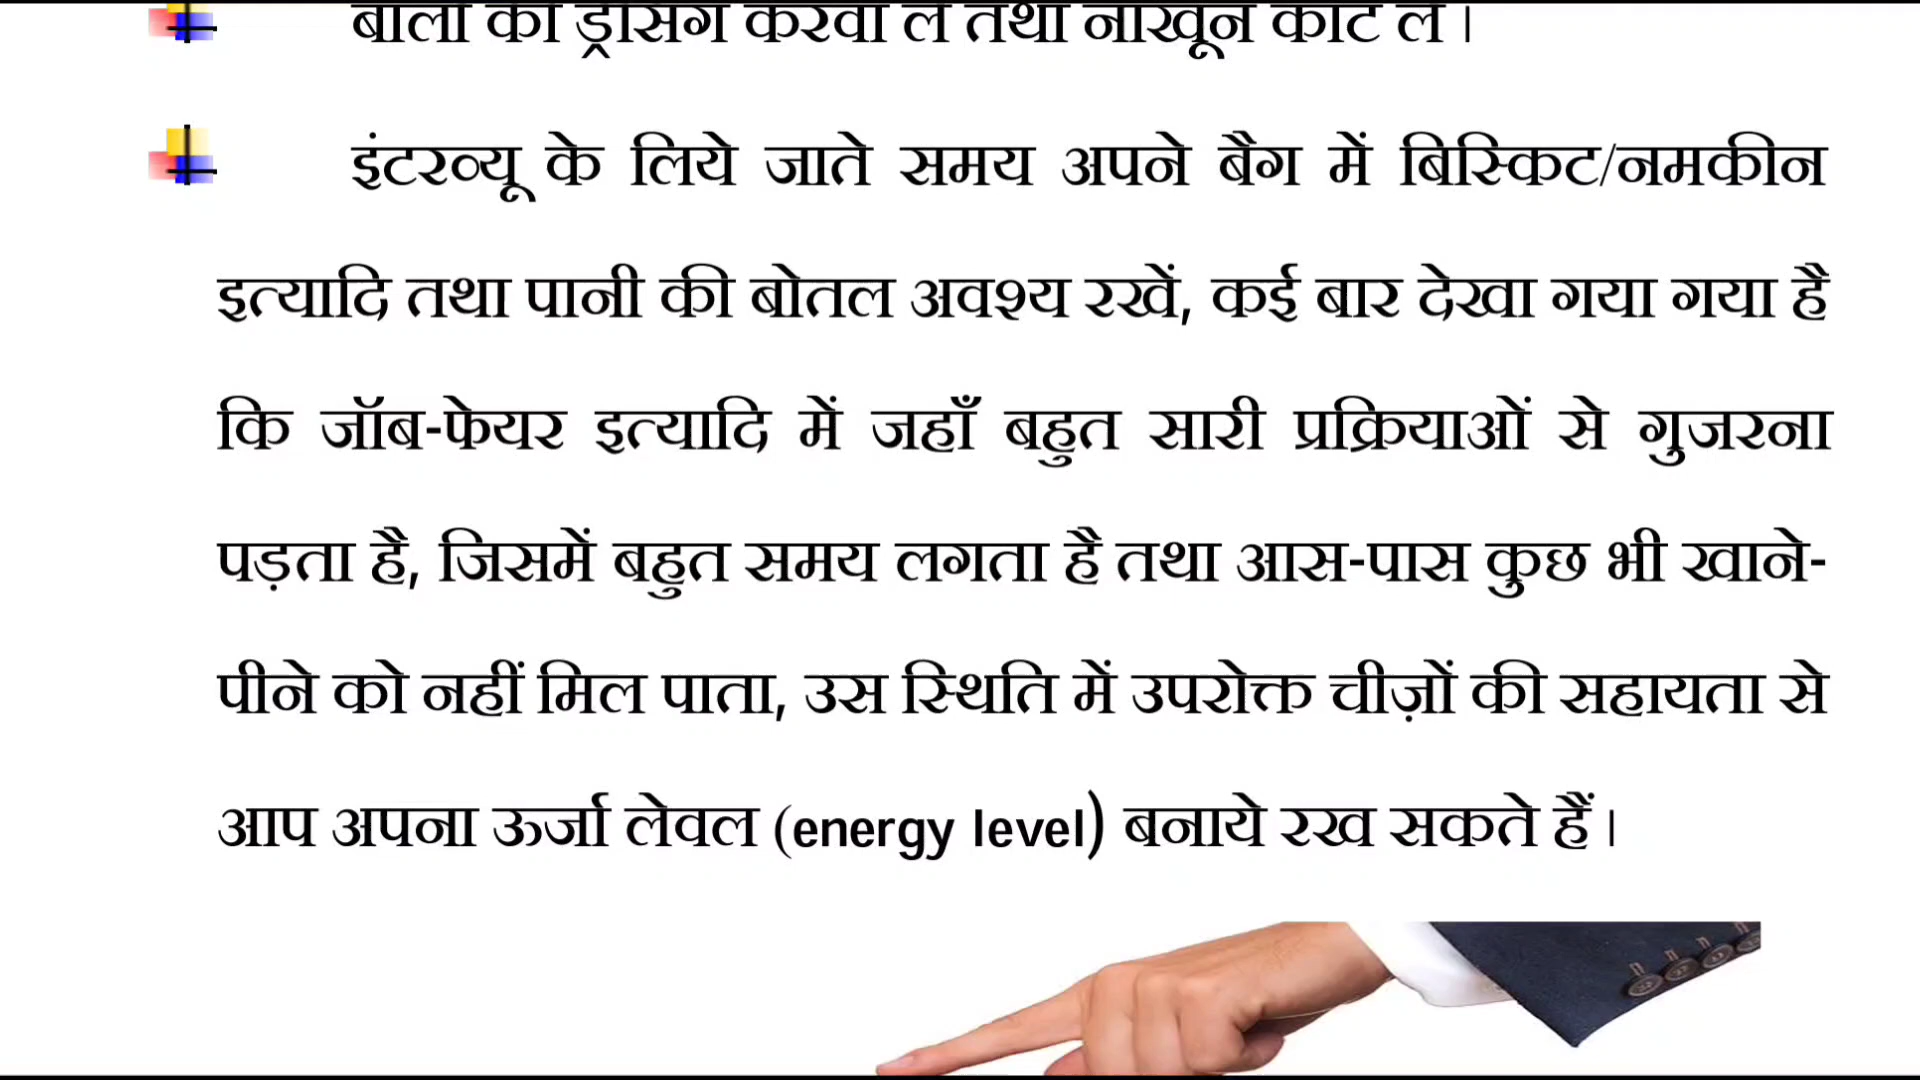 बालों की ड्रेसिंग करवा लें तथा नाखून काट लें।
इंटरव्यू के लिये जाते समय अपने बैग में बिस्किट/नमकीन
इत्यादि तथा पानी की बोतल अवश्य रखें, कई बार देखा गया गया है
कि जॉब-फेयर इत्यादि में जहाँ बहुत सारी प्रक्रियाओं से गुजरना
पड़ता है, जिसमें बहुत समय लगता है तथा आस-पास कुछ भी खाने-
पीने को नहीं मिल पाता, उस स्थिति में उपरोक्त चीज़ों की सहायता से
आप अपना ऊर्जा लेवल (energy level) बनाये रख सकते हैं।